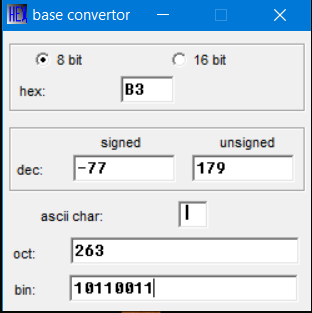 HEX base convertor
8 bit 16 bit
hex: B3
signed unsigned
dec: -77 179
ascii char: |
oct: 263
bin: 10110011